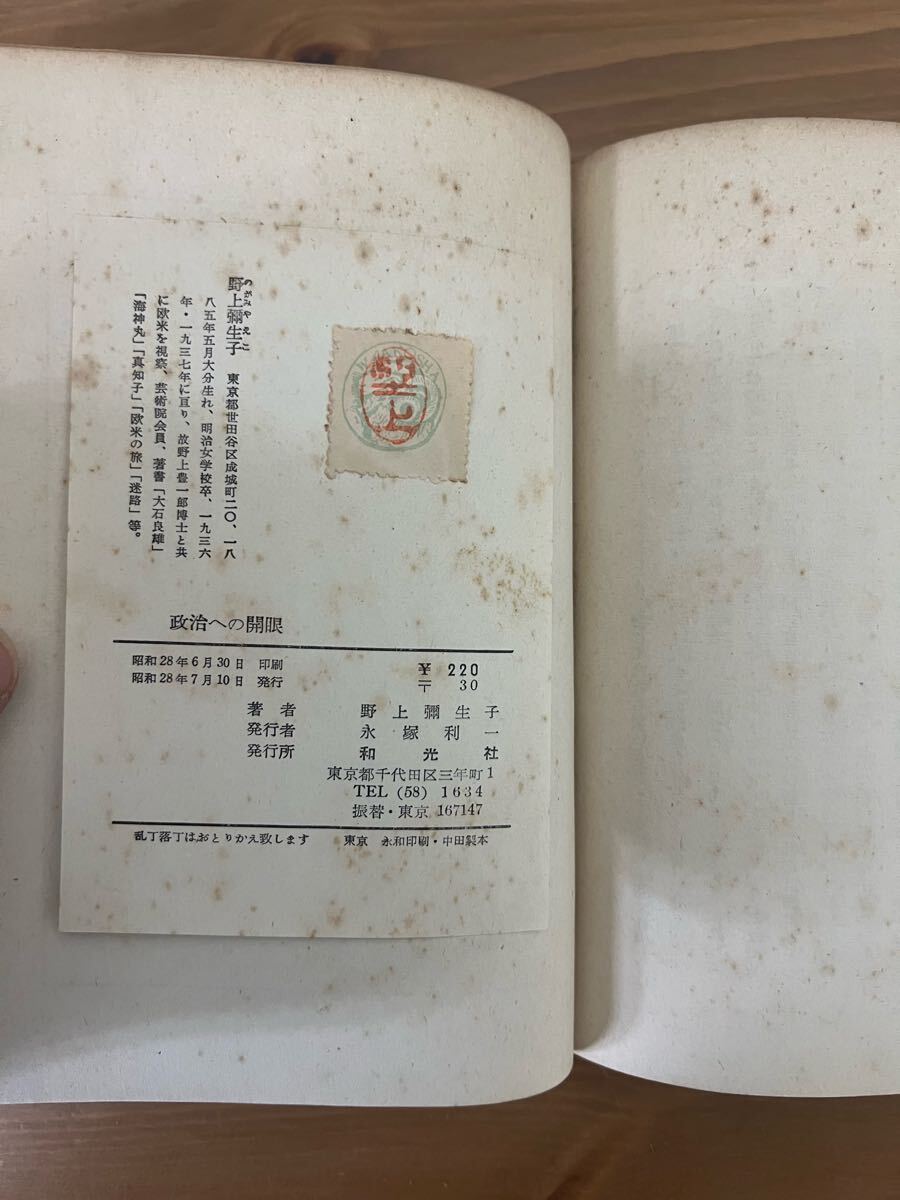 のがみやえこ
野上彌生子　東京都世田谷区成城町二〇、一八
八五年五月大分生れ、明治女学校卒、一九三六
年・一九三七年に亘り、故野上豊一郎博士と共
に欧米を視察、芸術院会員、著書「大石良雄」
「海神丸」「真知子」「欧米の旅」「迷路」等。
野上
政治への開眼
昭和28年6月30日　印刷　¥ 220
昭和28年7月10日　発行　〒 30
著者　野上彌生子
発行者　永塚利一
発行所　和光社
東京都千代田区三年町1
TEL (58) 1634
振替・東京 167147
乱丁落丁はおとりかえ致します　東京　永和印刷・中田製本